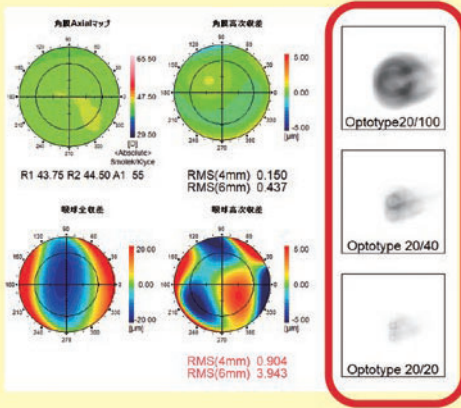 角膜Axialマップ
65.50
47.50
29.50
[D]
<Absolute>
Smolek/Klyce
R1 43.75 R2 44.50 A1 55
角膜高次収差
5.00
0.00
-5.00
[μm]
RMS(4mm) 0.150
RMS(6mm) 0.437
眼球全収差
20.00
0.00
-20.00
[μm]
眼球高次収差
5.00
0.00
-5.00
[μm]
RMS(4mm) 0.904
RMS(6mm) 3.943
Optotype20/100
Optotype 20/40
Optotype 20/20